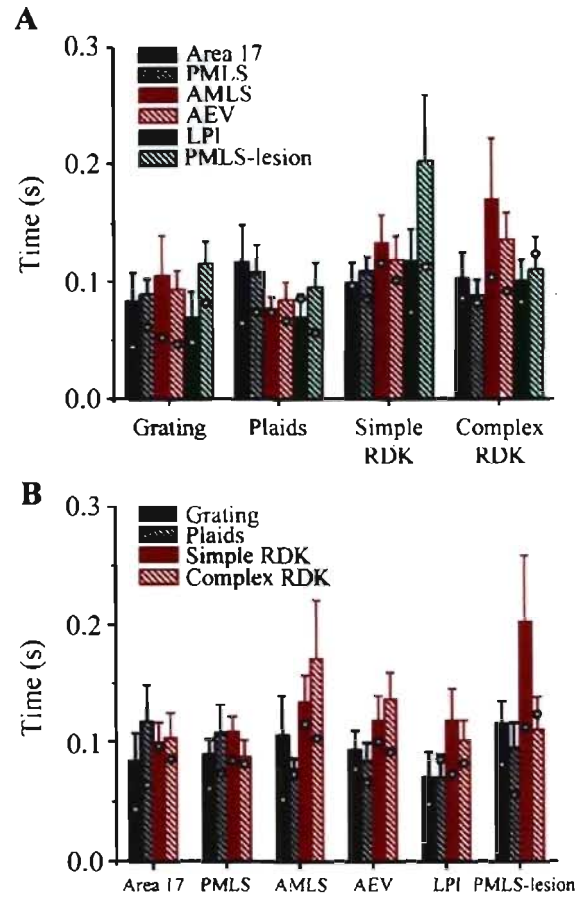 A
0.3
0.2
0.1
0.0
Time (s)
Area 17
PMLS
AMLS
AEV
LPI
PMLS-lesion
Grating
Plaids
Simple
RDK
Complex
RDK
B
0.3
0.2
0.1
0.0
Time (s)
Grating
Plaids
Simple RDK
Complex RDK
Area 17 PMLS AMLS AEV LPI PMLS-lesion